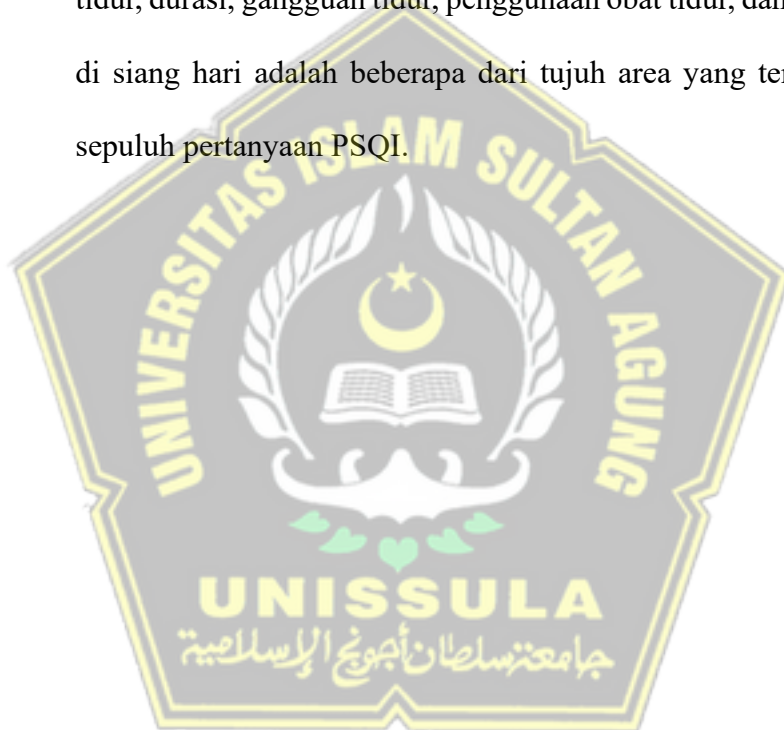 tidur, durasi, gangguan tidur, penggunaan obat tidur, dan
di siang hari adalah beberapa dari tujuh area yang
sepuluh pertanyaan PSQI.
UNIVERSITAS ISLAM SULTAN AGUNG
UNISSULA
جامعة سلطان أجونج الإسلامية